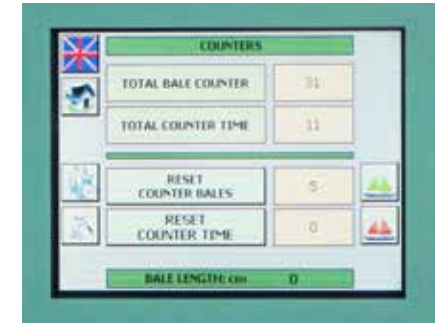 COUNTERS
TOTAL BALE COUNTER 31
TOTAL COUNTER TIME 11
RESET
COUNTER BALES 5
RESET
COUNTER TIME 0
BALE LENGTH: cm 0